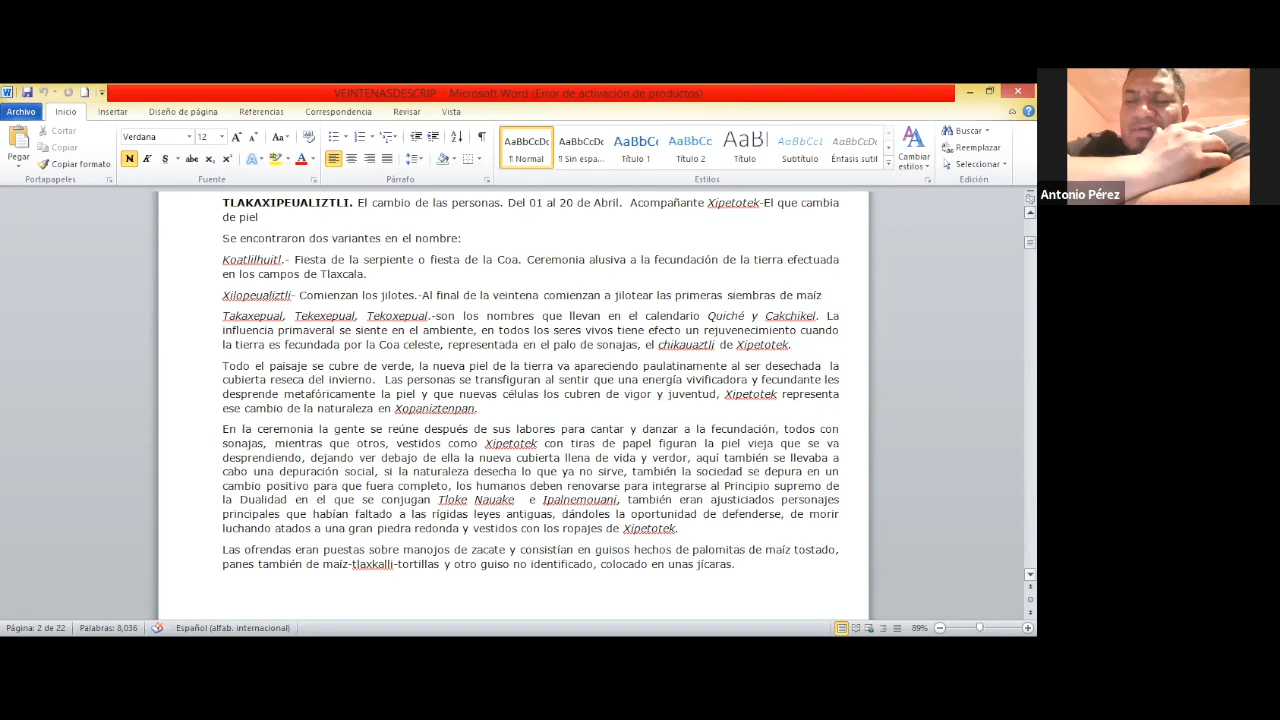 VEINTENASDESCRIP - Microsoft Word (Error de activación de productos)
Archivo Inicio Insertar Diseño de página Referencias Correspondencia Revisar Vista
Pegar
Cortar
Copiar
Copiar formato
Portapapeles
Verdana 12
Fuente
Párrafo
AaBbCcDc AaBbCcDc AaBbC( AaBbCc AaB( AaBbCcl AaBbCcDc
¶ Normal ¶ Sin espa... Título 1 Título 2 Título Subtítulo Énfasis sutil
Cambiar estilos
Estilos
Buscar
Reemplazar
Seleccionar
Edición
Antonio Pérez
TLAKAXIPEUALIZTLI. El cambio de las personas. Del 01 al 20 de Abril. Acompañante Xipetotek-El que cambia
de piel
Se encontraron dos variantes en el nombre:
Koatlilhuitl.- Fiesta de la serpiente o fiesta de la Coa. Ceremonia alusiva a la fecundación de la tierra efectuada
en los campos de Tlaxcala.
Xilopeualiztli- Comienzan los jilotes.-Al final de la veintena comienzan a jilotear las primeras siembras de maíz
Takaxepual, Tekexepual, Tekoxepual.-son los nombres que llevan en el calendario Quiché y Cakchikel. La
influencia primaveral se siente en el ambiente, en todos los seres vivos tiene efecto un rejuvenecimiento cuando
la tierra es fecundada por la Coa celeste, representada en el palo de sonajas, el chikauaztli de Xipetotek.
Todo el paisaje se cubre de verde, la nueva piel de la tierra va apareciendo paulatinamente al ser desechada la
cubierta reseca del invierno. Las personas se transfiguran al sentir que una energía vivificadora y fecundante les
desprende metafóricamente la piel y que nuevas células los cubren de vigor y juventud, Xipetotek representa
ese cambio de la naturaleza en Xopaniztenpan.
En la ceremonia la gente se reúne después de sus labores para cantar y danzar a la fecundación, todos con
sonajas, mientras que otros, vestidos como Xipetotek con tiras de papel figuran la piel vieja que se va
desprendiendo, dejando ver debajo de ella la nueva cubierta llena de vida y verdor, aquí también se llevaba a
cabo una depuración social, si la naturaleza desecha lo que ya no sirve, también la sociedad se depura en un
cambio positivo para que fuera completo, los humanos deben renovarse para integrarse al Principio supremo de
la Dualidad en el que se conjugan Tloke Nauake e Ipalnemouani, también eran ajusticiados personajes
principales que habían faltado a las rígidas leyes antiguas, dándoles la oportunidad de defenderse, de morir
luchando atados a una gran piedra redonda y vestidos con los ropajes de Xipetotek.
Las ofrendas eran puestas sobre manojos de zacate y consistían en guisos hechos de palomitas de maíz tostado,
panes también de maíz-tlaxkalli-tortillas y otro guiso no identificado, colocado en unas jícaras.
Página: 2 de 22 Palabras: 8,036 Español (alfab. internacional) 89%